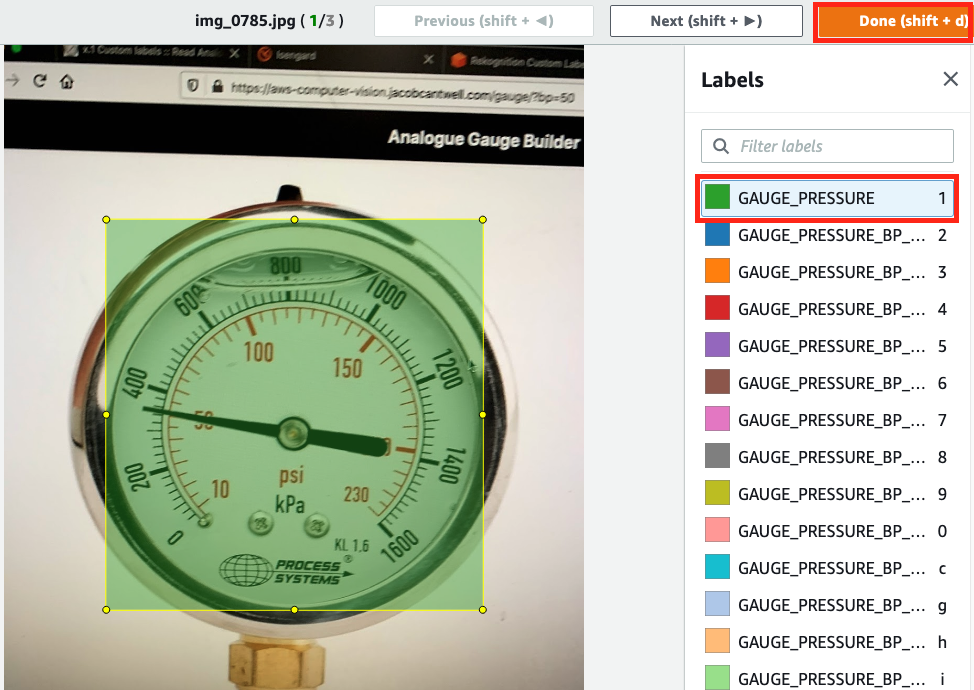 img_0785.jpg ( 1/3 )
Previous (shift + ◀)
Next (shift + ▶)
Done (shift + d)
x.1 Custom labels :: Read Anal
Isengard
Rekognition Custom Labe
https://aws-computer-vision.jacobcantwell.com/gauge/?bp=50
Analogue Gauge Builder
Labels
Filter labels
GAUGE_PRESSURE 1
GAUGE_PRESSURE_BP_... 2
GAUGE_PRESSURE_BP_... 3
GAUGE_PRESSURE_BP_... 4
GAUGE_PRESSURE_BP_... 5
GAUGE_PRESSURE_BP_... 6
GAUGE_PRESSURE_BP_... 7
GAUGE_PRESSURE_BP_... 8
GAUGE_PRESSURE_BP_... 9
GAUGE_PRESSURE_BP_... 0
GAUGE_PRESSURE_BP_... c
GAUGE_PRESSURE_BP_... g
GAUGE_PRESSURE_BP_... h
GAUGE_PRESSURE_BP_... i
800
600
1000
100
150
400
1200
50
200
1400
psi
10
kPa
230
0
KL 1,6
1600
PROCESS ®
SYSTEMS